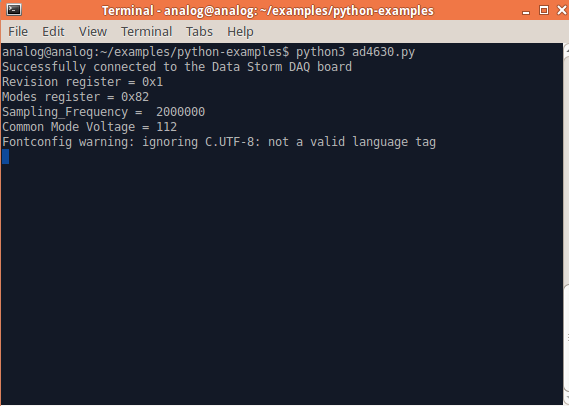 Terminal - analog@analog: ~/examples/python-examples
File Edit View Terminal Tabs Help
analog@analog:~/examples/python-examples$ python3 ad4630.py
Successfully connected to the Data Storm DAQ board
Revision register = 0x1
Modes register = 0x82
Sampling_Frequency =  2000000
Common Mode Voltage = 112
Fontconfig warning: ignoring C.UTF-8: not a valid language tag